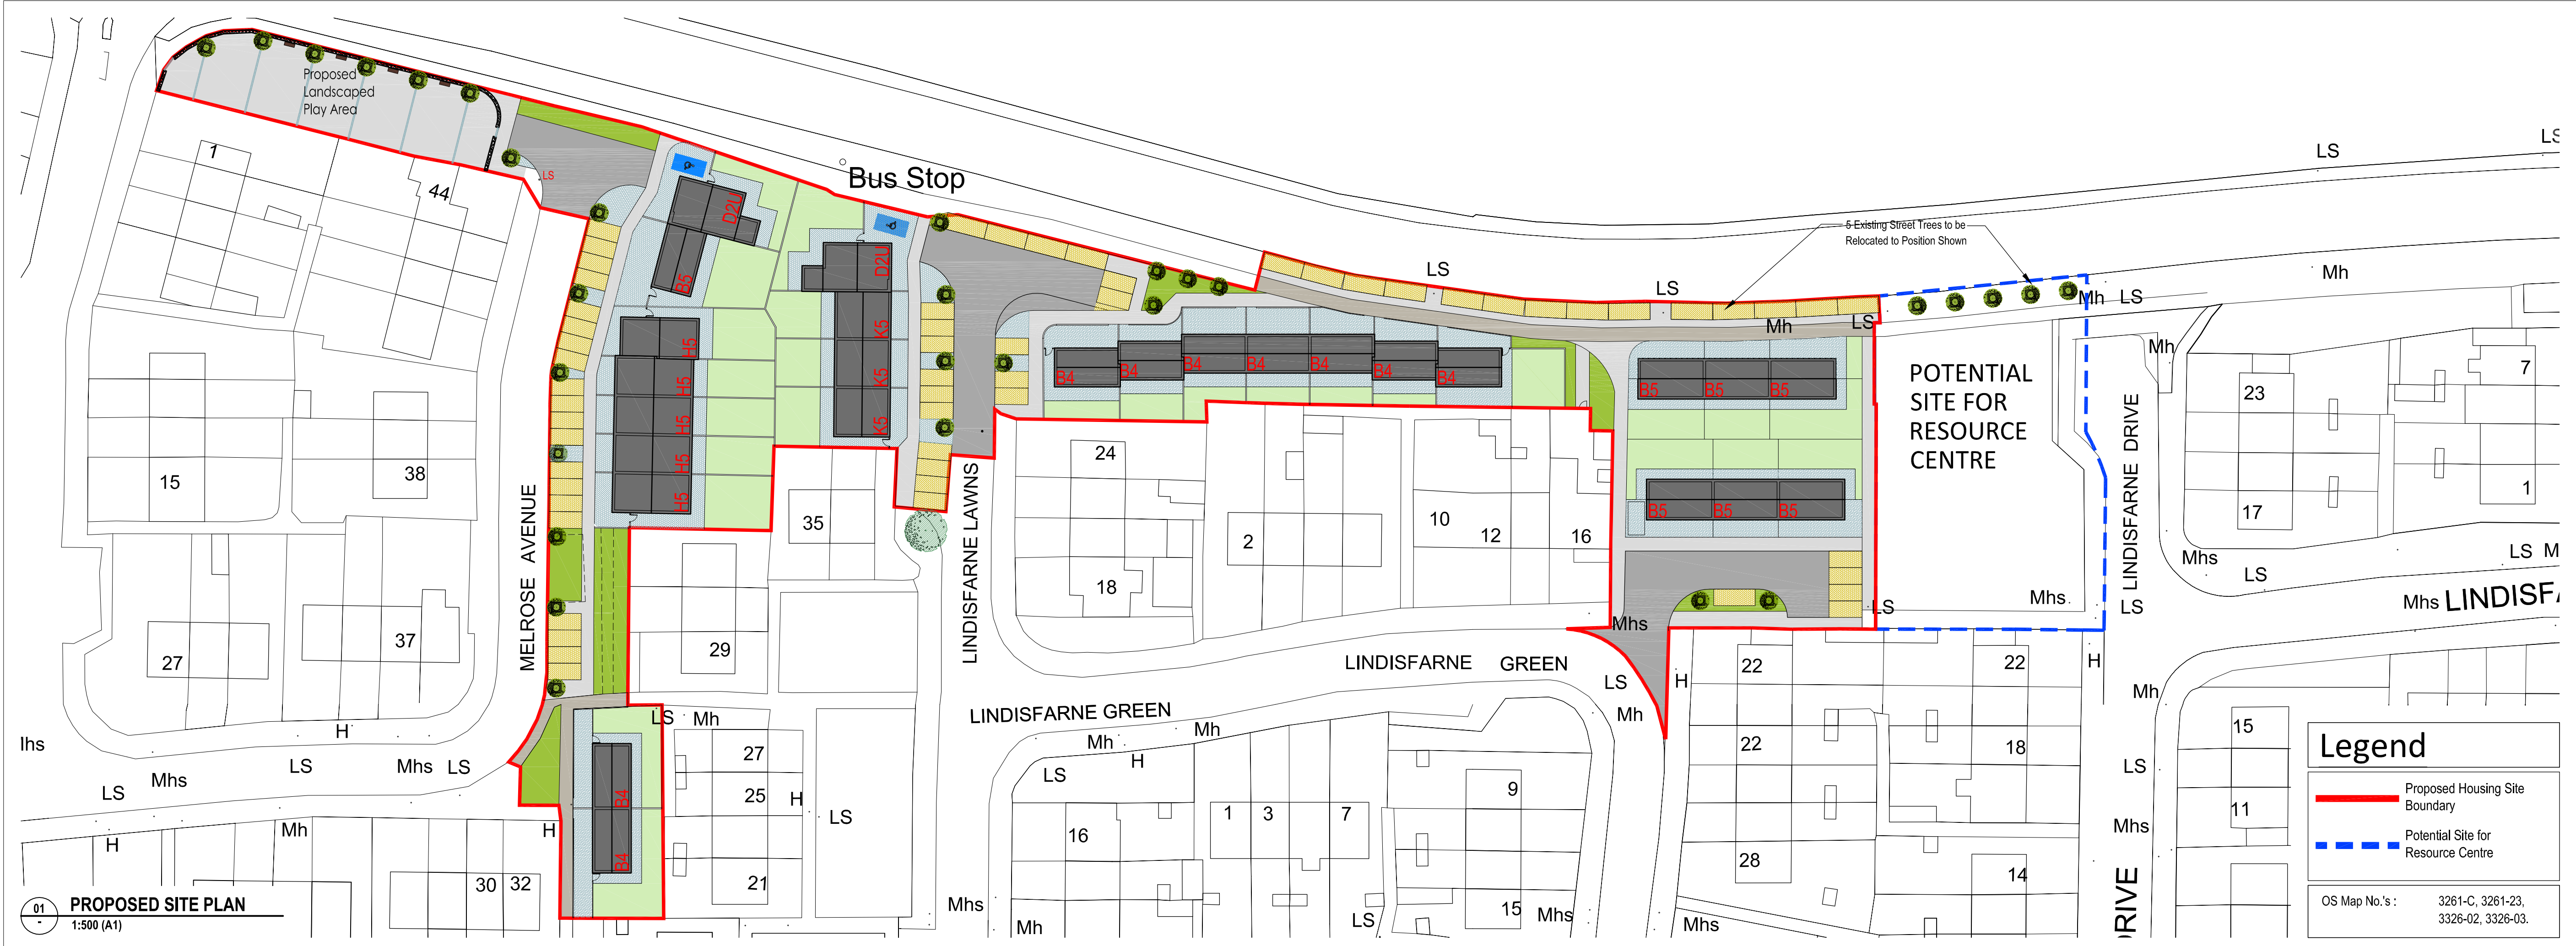 Proposed
Landscaped
Play Area
1
44
LS
Bus Stop
D2U
B5
D2U
K5
K5
K5
H5
H5
H5
H5
H5
LS
LS
5 Existing Street Trees to be
Relocated to Position Shown
LS
LS
Mh
Mh
LS
Mh
LS
B4
B4
B4
B4
B4
B4
B4
B5
B5
B5
B5
B5
B5
POTENTIAL
SITE FOR
RESOURCE
CENTRE
LINDISFARNE DRIVE
Mh
7
23
1
17
Mhs
LS
LS M
Mhs
LS
Mhs
LS
Mhs LINDISFA
15
38
27
37
MELROSE AVENUE
35
29
LINDISFARNE LAWNS
24
18
2
10
12
16
Mhs
LINDISFARNE GREEN
LINDISFARNE GREEN
LS
Mh
H
22
22
22
18
28
14
H
Mh
LS
Mhs
15
11
lhs
LS
Mhs
LS
Mhs
LS
H
Mh
H
H
30
32
B4
B4
LS
Mh
27
25
21
H
LS
Mhs
Mh
Mh
LS
H
16
Mh
1
3
7
9
15
LS
Mhs
Mhs
DRIVE
Legend
Proposed Housing Site
Boundary
Potential Site for
Resource Centre
OS Map No.'s : 3261-C, 3261-23,
3326-02, 3326-03.
01
-
PROPOSED SITE PLAN
1:500 (A1)